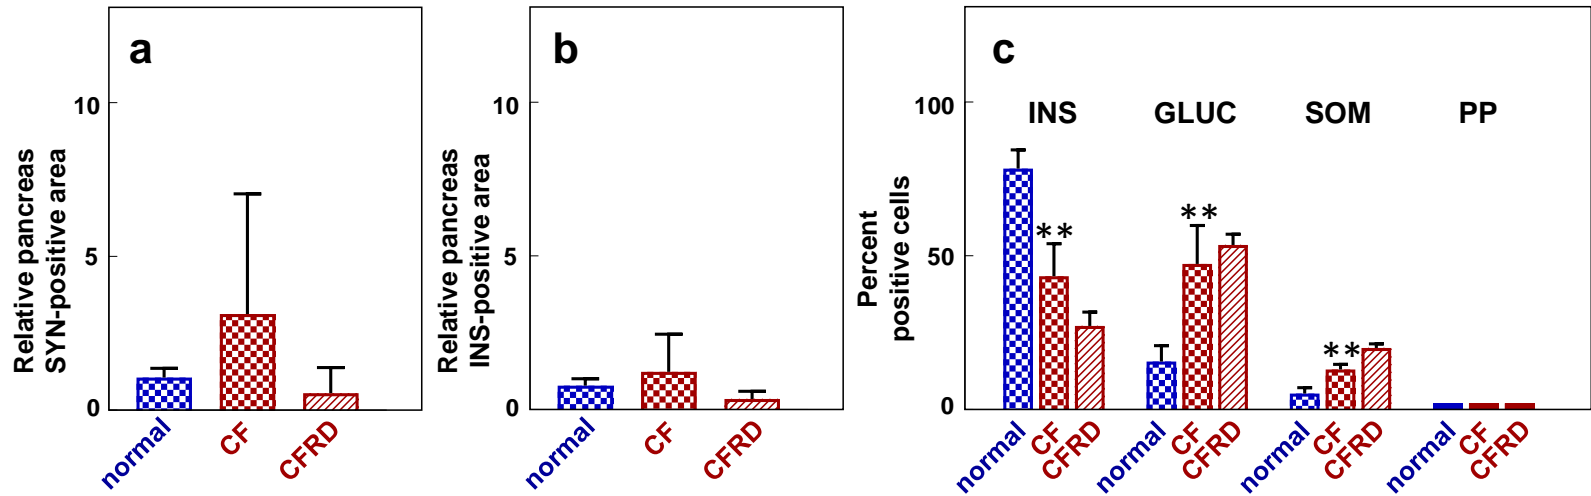 a
10
5
0
Relative pancreas
SYN-positive area
normal
CF
CFRD
b
10
5
0
Relative pancreas
INS-positive area
normal
CF
CFRD
c
100
50
0
Percent
positive cells
INS
GLUC
SOM
PP
**
**
**
normal
CF
CFRD
normal
CF
CFRD
normal
CF
CFRD
normal
CF
CFRD